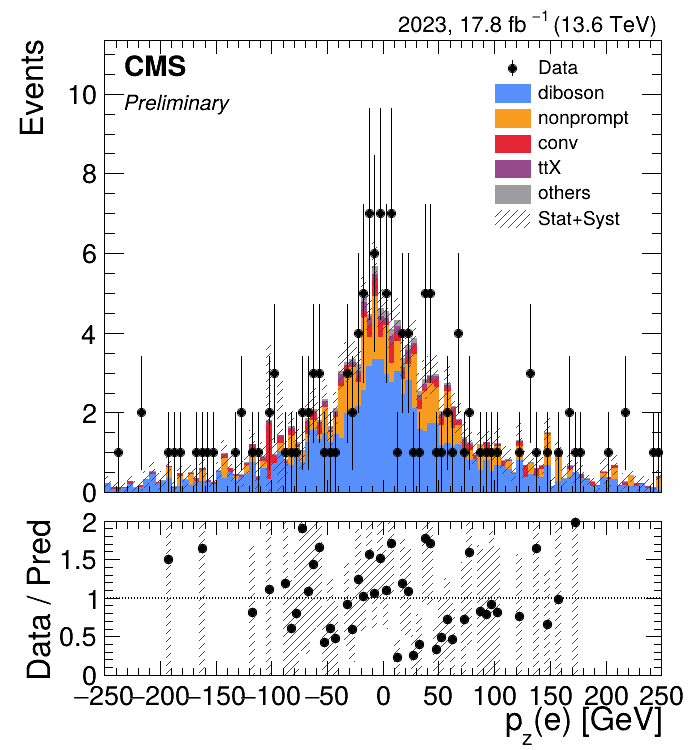 2023, 17.8 fb⁻¹ (13.6 TeV)
CMS
Preliminary
Events
Data
diboson
nonprompt
conv
ttX
others
Stat+Syst
10
8
6
4
2
0
Data / Pred
2
1.5
1
0.5
0
−250 −200 −150 −100 −50 0 50 100 150 200 250
p_z(e) [GeV]